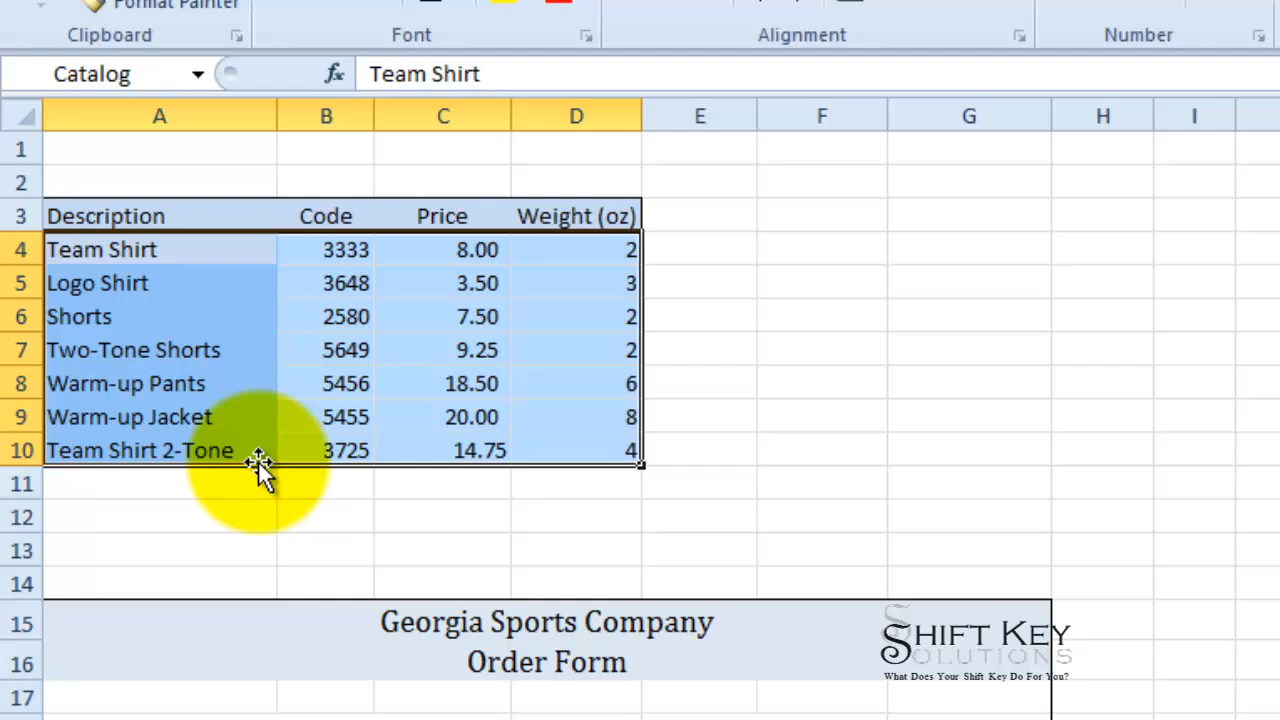 Format Painter
Clipboard Font Alignment Number
Catalog fx Team Shirt
A B C D E F G H I
1
2
3 Description Code Price Weight (oz)
4 Team Shirt 3333 8.00 2
5 Logo Shirt 3648 3.50 3
6 Shorts 2580 7.50 2
7 Two-Tone Shorts 5649 9.25 2
8 Warm-up Pants 5456 18.50 6
9 Warm-up Jacket 5455 20.00 8
10 Team Shirt 2-Tone 3725 14.75 4
11
12
13
14
15 Georgia Sports Company
16 Order Form
17
SHIFT KEY
SOLUTIONS
What Does Your Shift Key Do For You?